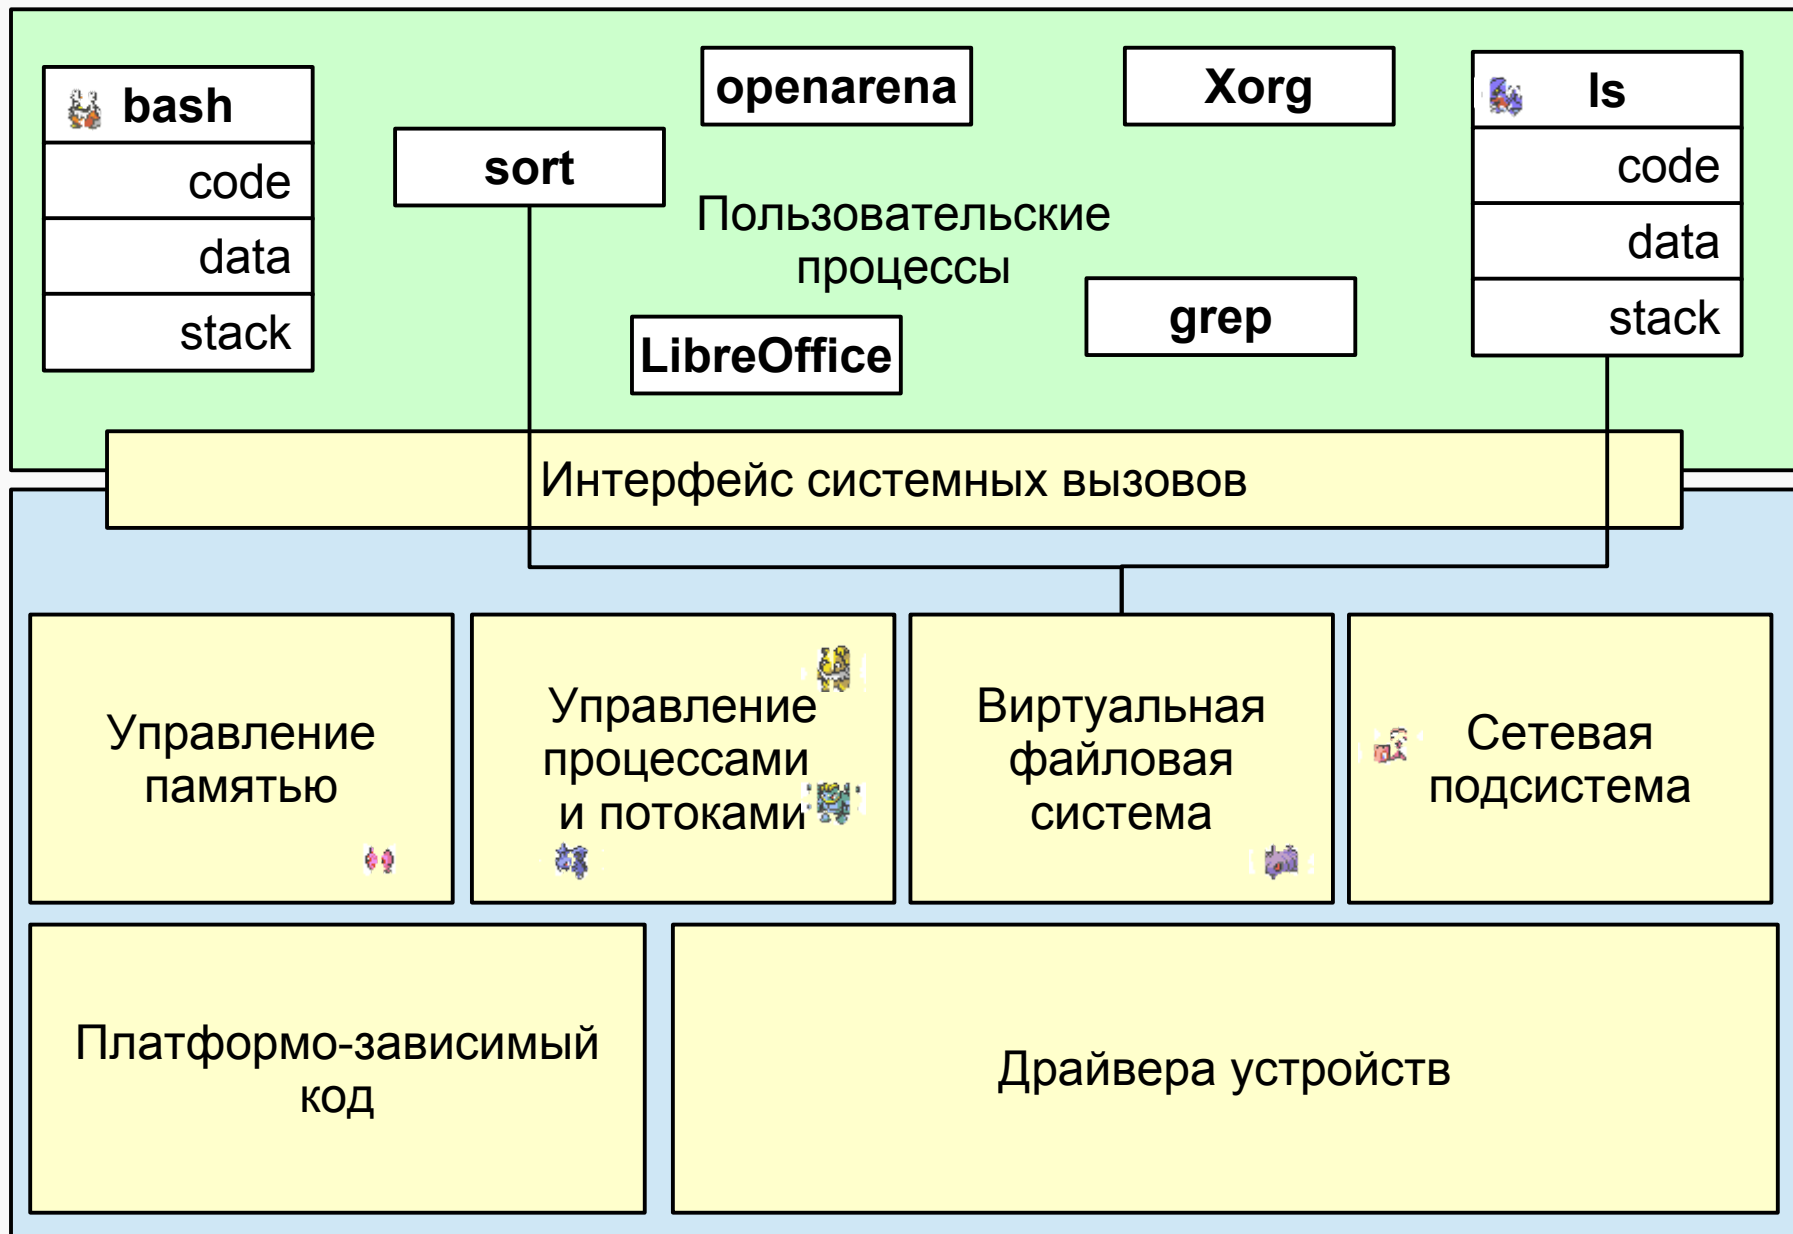 bash
code
data
stack
sort
openarena
Xorg
ls
code
data
stack
Пользовательские
процессы
LibreOffice
grep
Интерфейс системных вызовов
Управление
памятью
Управление
процессами
и потоками
Виртуальная
файловая
система
Сетевая
подсистема
Платформо-зависимый
код
Драйвера устройств